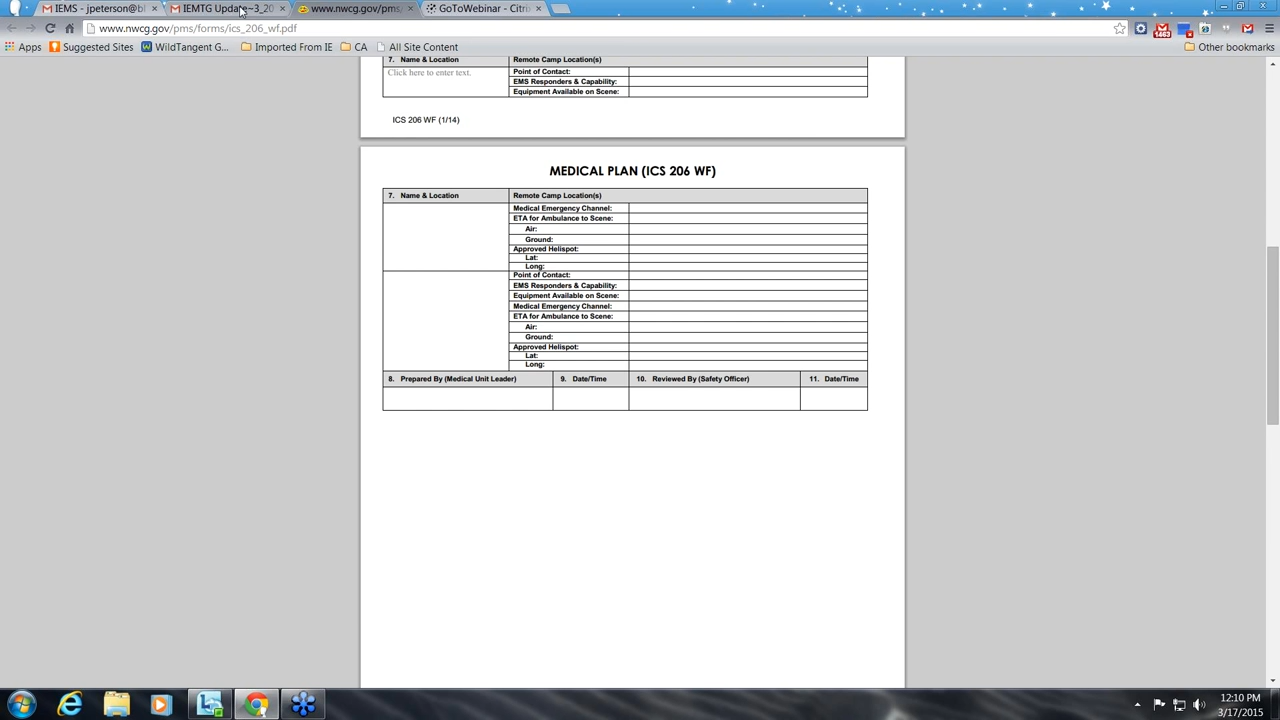 IEMS - jpeterson@bl
IEMTG Update~3_20
www.nwcg.gov/pms/
GoToWebinar - Citri
www.nwcg.gov/pms/forms/ics_206_wf.pdf
1463
Apps Suggested Sites WildTangent G... Imported From IE CA All Site Content Other bookmarks
7. Name & Location Remote Camp Location(s)
Click here to enter text. Point of Contact:
EMS Responders & Capability:
Equipment Available on Scene:
ICS 206 WF (1/14)
MEDICAL PLAN (ICS 206 WF)
7. Name & Location Remote Camp Location(s)
Medical Emergency Channel:
ETA for Ambulance to Scene:
Air:
Ground:
Approved Helispot:
Lat:
Long:
Point of Contact:
EMS Responders & Capability:
Equipment Available on Scene:
Medical Emergency Channel:
ETA for Ambulance to Scene:
Air:
Ground:
Approved Helispot:
Lat:
Long:
8. Prepared By (Medical Unit Leader) 9. Date/Time 10. Reviewed By (Safety Officer) 11. Date/Time
12:10 PM
3/17/2015